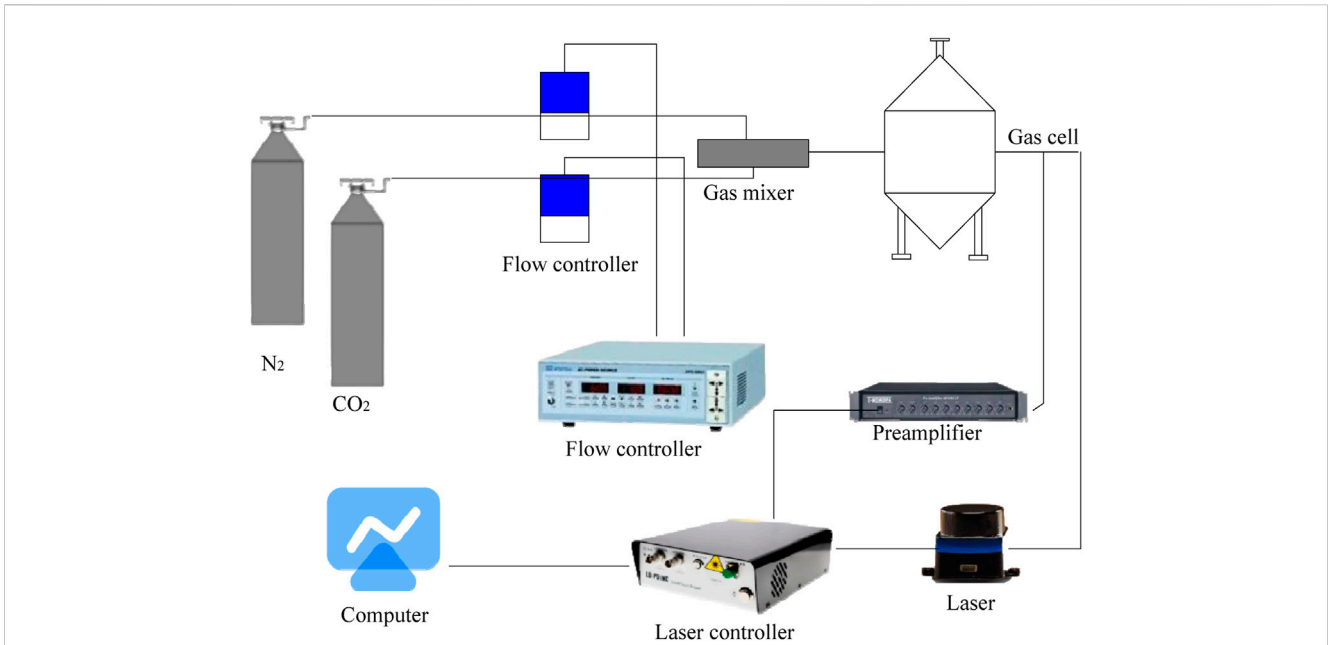 Gas cell
Gas mixer
Flow controller
N2
CO2
Flow controller
Preamplifier
Computer
Laser controller
Laser